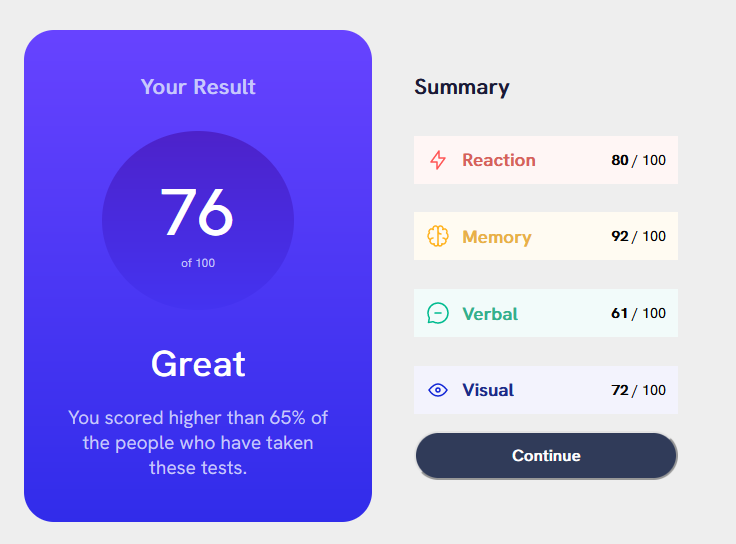 Your Result
76
of 100
Great
You scored higher than 65% of
the people who have taken
these tests.
Summary
Reaction 80 / 100
Memory 92 / 100
Verbal 61 / 100
Visual 72 / 100
Continue